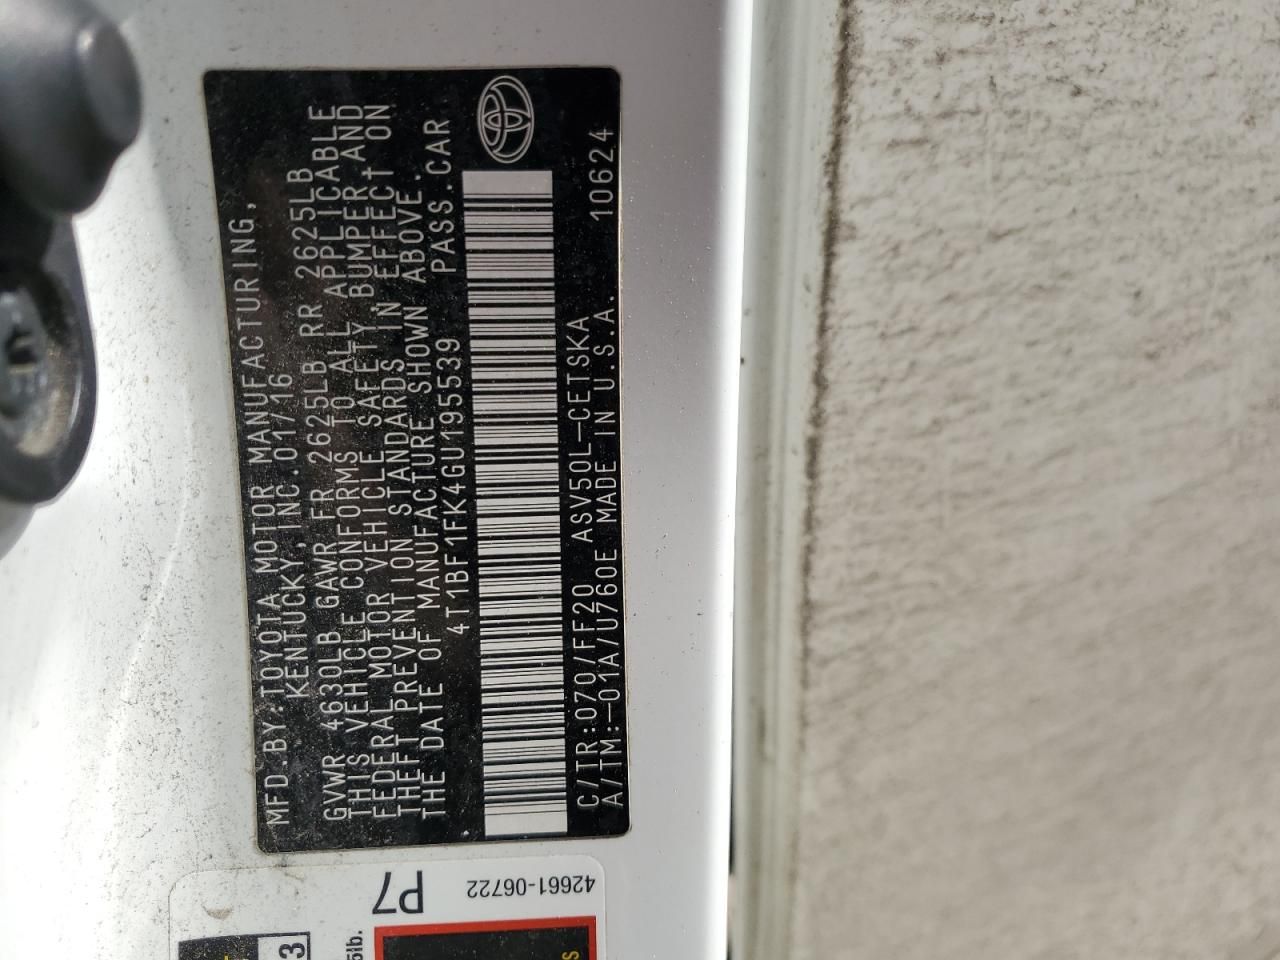 MFD.BY:TOYOTA MOTOR MANUFACTURING,
KENTUCKY,INC.01/16
GVWR 4630LB GAWR FR 2625LB RR 2625LB
THIS VEHICLE CONFORMS TO ALL APPLICABLE
FEDERAL MOTOR VEHICLE SAFETY,BUMPER,AND
THEFT PREVENTION STANDARDS IN EFFECT ON
THE DATE OF MANUFACTURE SHOWN ABOVE.
4T1BF1FK4GU195539 PASS.CAR
C/TR:070/FF20 ASV50L-CETSKA
A/TM:-01A/U760E MADE IN U.S.A. 10624
P7
42661-06722
3